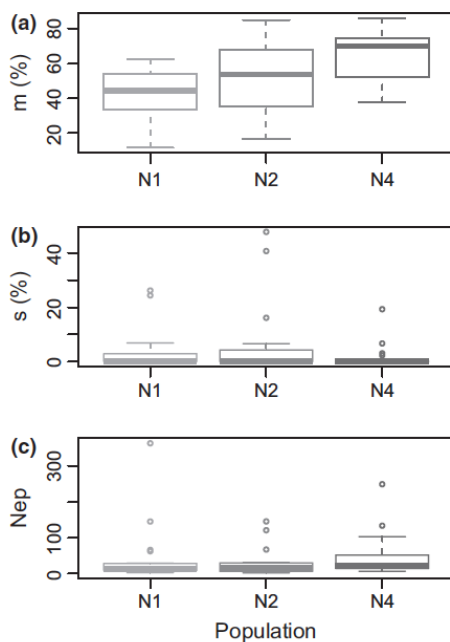 (a)
m (%)
80
60
40
20
N1 N2 N4
(b)
s (%)
40
20
0
N1 N2 N4
(c)
Nep
300
100
0
N1 N2 N4
Population